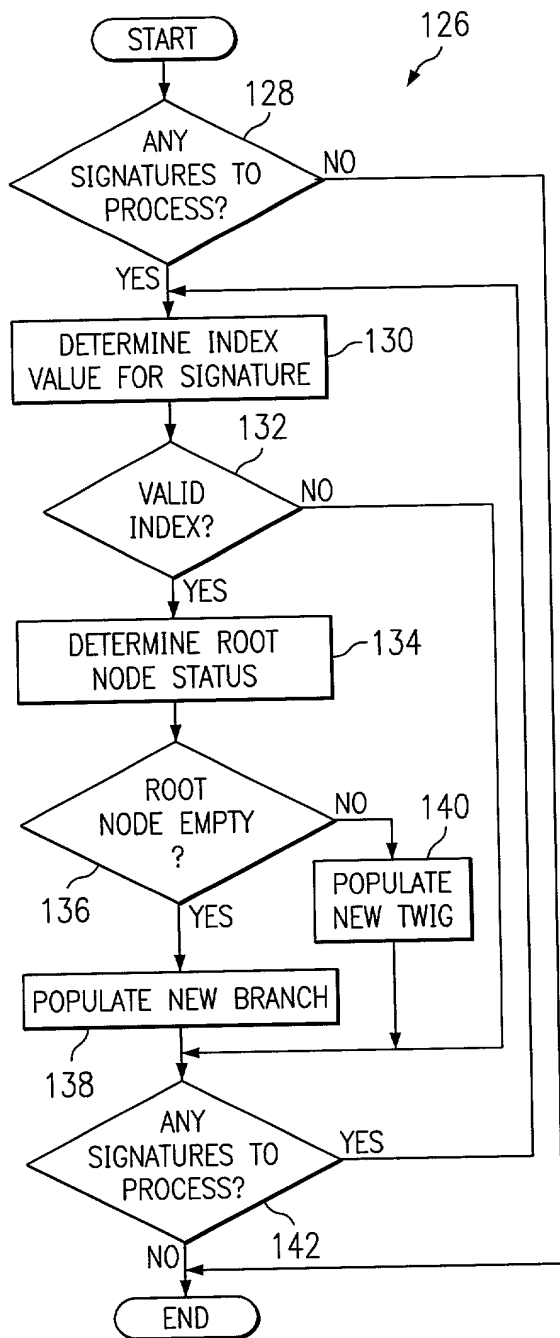 START
126
128
ANY
SIGNATURES TO
PROCESS?
NO
YES
DETERMINE INDEX
VALUE FOR SIGNATURE
130
132
VALID
INDEX?
NO
YES
DETERMINE ROOT
NODE STATUS
134
ROOT
NODE EMPTY
?
NO
140
136
YES
POPULATE
NEW TWIG
POPULATE NEW BRANCH
138
ANY
SIGNATURES TO
PROCESS?
YES
NO
142
END